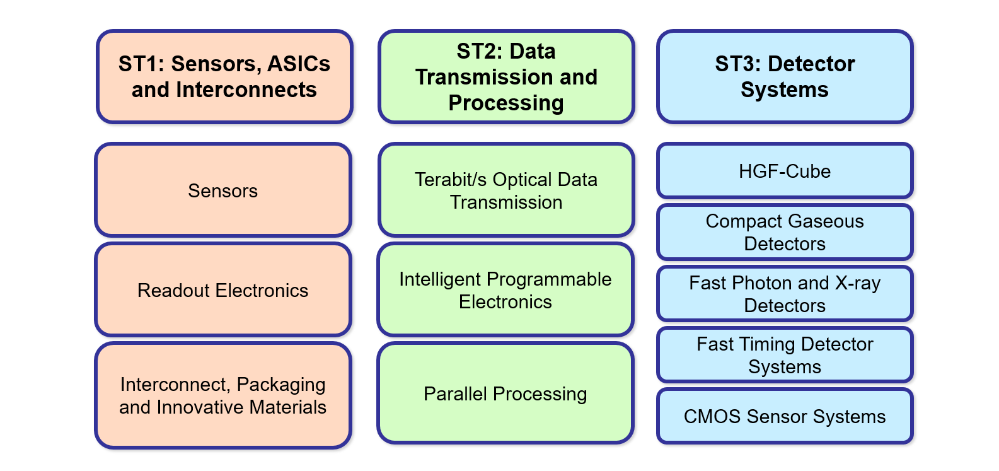 ST1: Sensors, ASICs
and Interconnects
Sensors
Readout Electronics
Interconnect, Packaging
and Innovative Materials
ST2: Data
Transmission and
Processing
Terabit/s Optical Data
Transmission
Intelligent Programmable
Electronics
Parallel Processing
ST3: Detector
Systems
HGF-Cube
Compact Gaseous
Detectors
Fast Photon and X-ray
Detectors
Fast Timing Detector
Systems
CMOS Sensor Systems